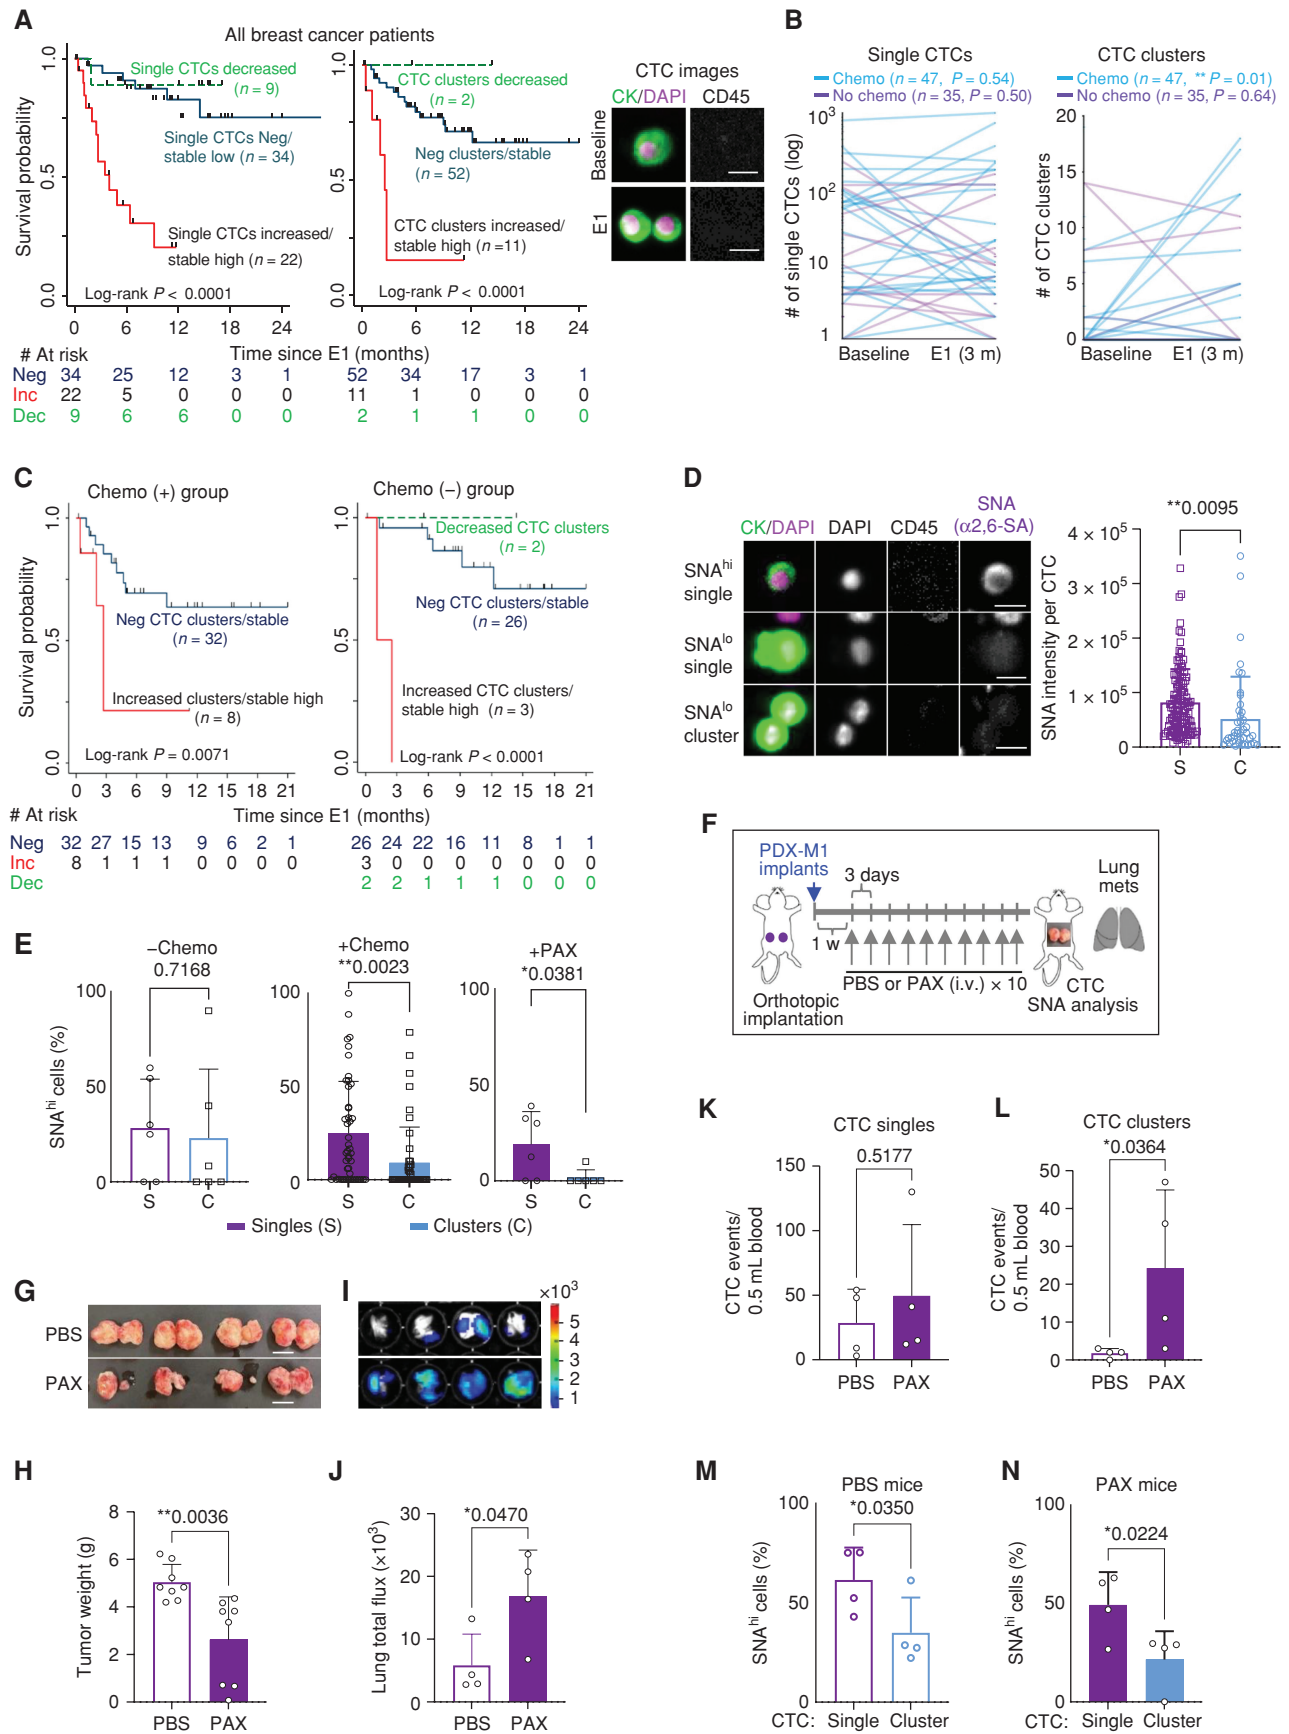 A
All breast cancer patients
Survival probability
1.0
0.5
0.0
Single CTCs decreased
(n = 9)
Single CTCs Neg/
stable low (n = 34)
Single CTCs increased/
stable high (n = 22)
Log-rank P < 0.0001
0 6 12 18 24
1.0
0.5
0.0
CTC clusters decreased
(n = 2)
Neg clusters/stable
(n = 52)
CTC clusters increased/
stable high (n =11)
Log-rank P < 0.0001
0 6 12 18 24
# At risk
Time since E1 (months)
Neg 34 25 12 3 1 52 34 17 3 1
Inc 22 5 0 0 0 11 1 0 0 0
Dec 9 6 6 0 0 2 1 1 0 0
CTC images
CK/DAPI CD45
Baseline
E1
B
Single CTCs
Chemo (n = 47, P = 0.54)
No chemo (n = 35, P = 0.50)
# of single CTCs (log)
10³
10²
10
1
Baseline E1 (3 m)
CTC clusters
Chemo (n = 47, ** P = 0.01)
No chemo (n = 35, P = 0.64)
# of CTC clusters
20
15
10
5
0
Baseline E1 (3 m)
C
Chemo (+) group
Survival probability
1.0
0.5
0.0
Neg CTC clusters/stable
(n = 32)
Increased clusters/stable high
(n = 8)
Log-rank P = 0.0071
0 3 6 9 12 15 18 21
Chemo (−) group
1.0
0.5
0.0
Decreased CTC clusters
(n = 2)
Neg CTC clusters/stable
(n = 26)
Increased CTC clusters/
stable high (n = 3)
Log-rank P < 0.0001
0 3 6 9 12 15 18 21
# At risk
Time since E1 (months)
Neg 32 27 15 13 9 6 2 1 26 24 22 16 11 8 1 1
Inc 8 1 1 1 0 0 0 0 3 0 0 0 0 0 0 0
Dec 2 2 1 1 1 0 0 0
D
CK/DAPI DAPI CD45 SNA
(α2,6-SA)
SNAhi
single
SNAlo
single
SNAlo
cluster
**0.0095
SNA intensity per CTC
4 × 10⁵
3 × 10⁵
2 × 10⁵
1 × 10⁵
0
S C
E
SNAhi cells (%)
−Chemo
0.7168
100
50
0
S C
+Chemo
**0.0023
100
50
0
S C
+PAX
*0.0381
100
50
0
S C
Singles (S) Clusters (C)
F
PDX-M1
implants
3 days
1 w
PBS or PAX (i.v.) × 10
Orthotopic
implantation
CTC
SNA analysis
Lung
mets
G
PBS
PAX
I
×10³
5
4
3
2
1
K
CTC singles
0.5177
CTC events/
0.5 mL blood
150
100
50
0
PBS PAX
L
CTC clusters
*0.0364
CTC events/
0.5 mL blood
50
40
30
20
10
0
PBS PAX
H
**0.0036
Tumor weight (g)
8
6
4
2
0
PBS PAX
J
*0.0470
Lung total flux (×10³)
30
20
10
0
PBS PAX
M
PBS mice
*0.0350
SNAhi cells (%)
100
50
0
CTC: Single Cluster
N
PAX mice
*0.0224
SNAhi cells (%)
100
50
0
CTC: Single Cluster